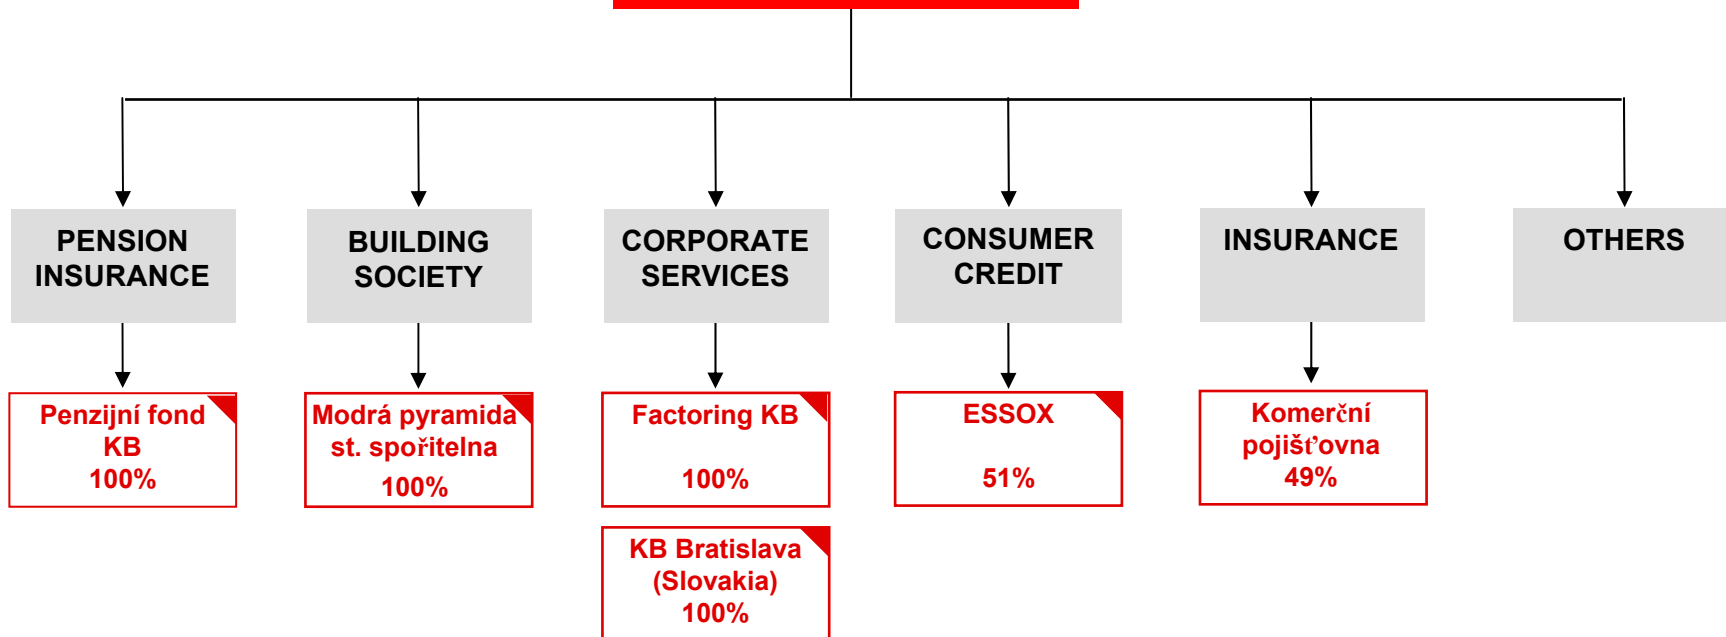 PENSION
INSURANCE
BUILDING
SOCIETY
CORPORATE
SERVICES
CONSUMER
CREDIT
INSURANCE
OTHERS
Penzijní fond
KB
100%
Modrá pyramida
st. spořitelna
100%
Factoring KB
100%
ESSOX
51%
Komerční
pojišťovna
49%
KB Bratislava
(Slovakia)
100%